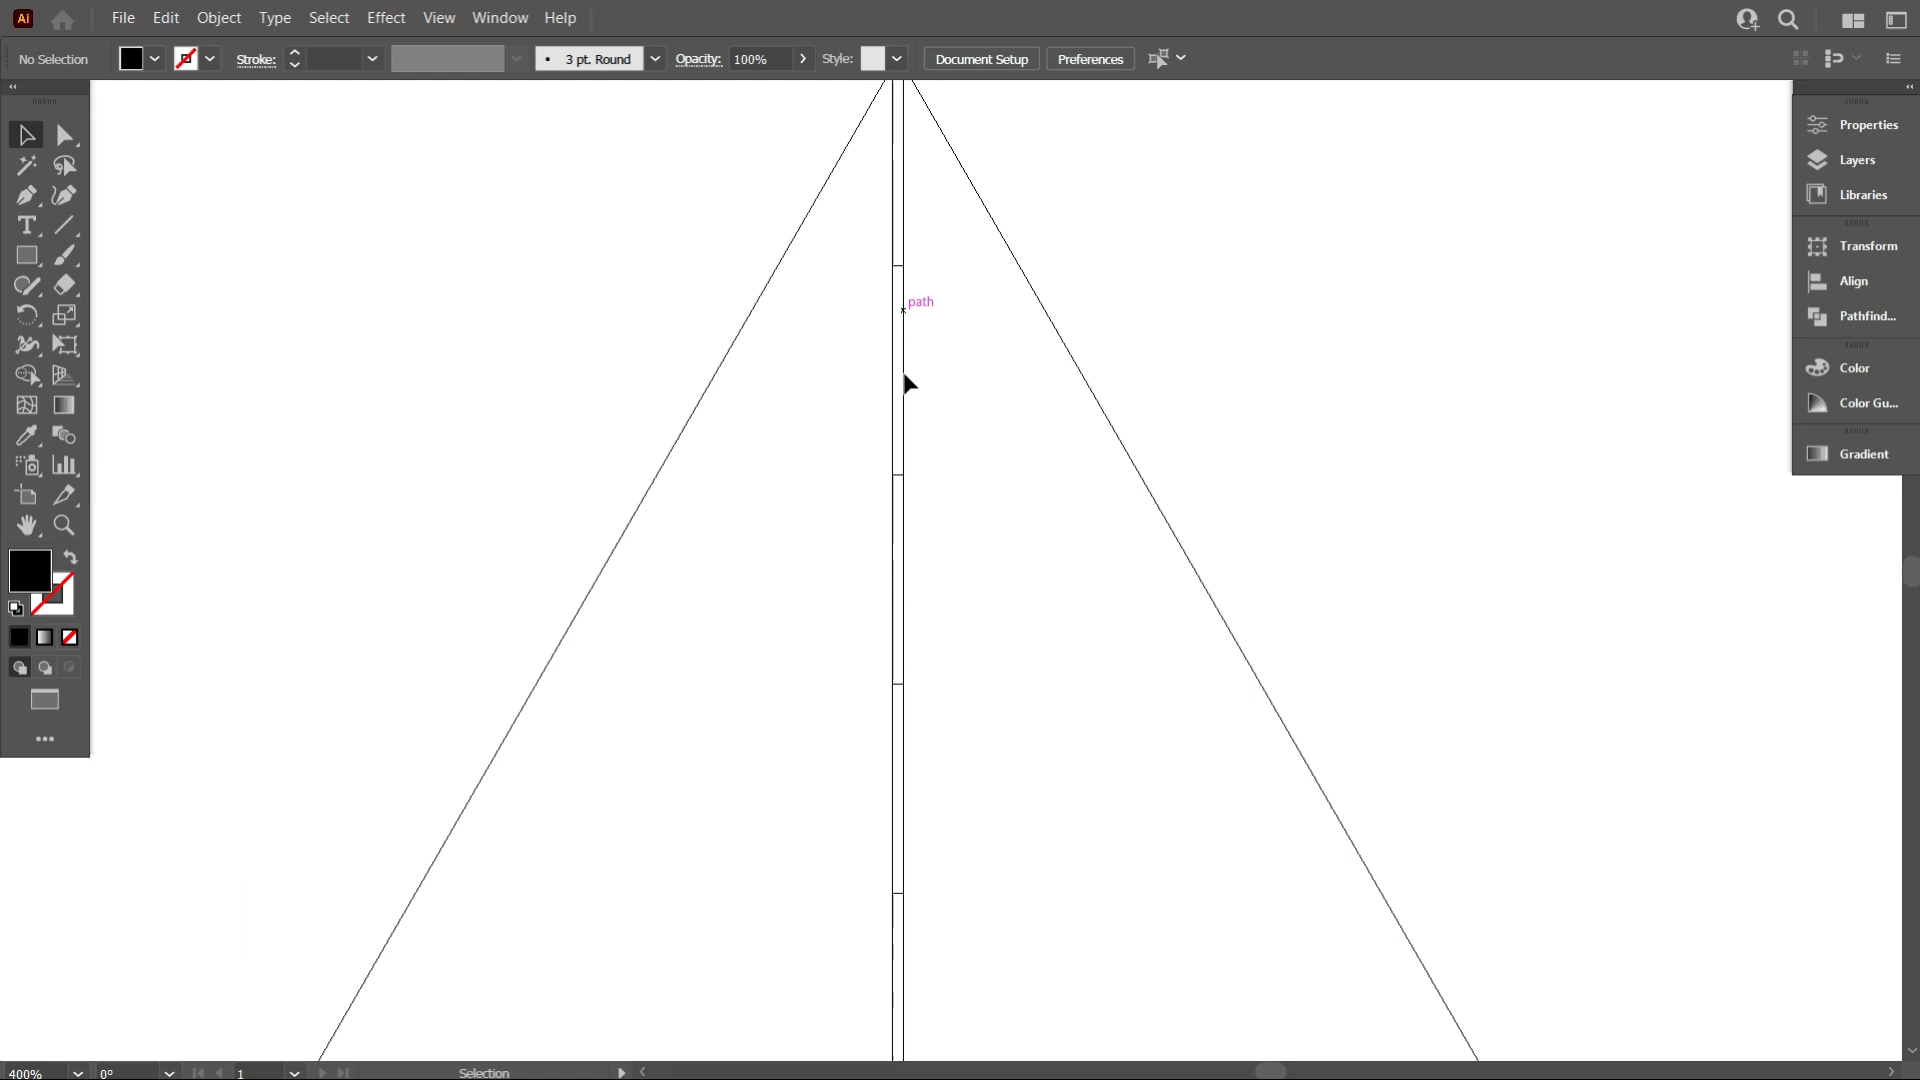 Ai File Edit Object Type Select Effect View Window Help
No Selection Stroke: 3 pt. Round Opacity: 100% Style: Document Setup Preferences
Properties
Layers
Libraries
Transform
Align
Pathfind...
Color
Color Gu...
Gradient
path
400% 0° 1 Selection